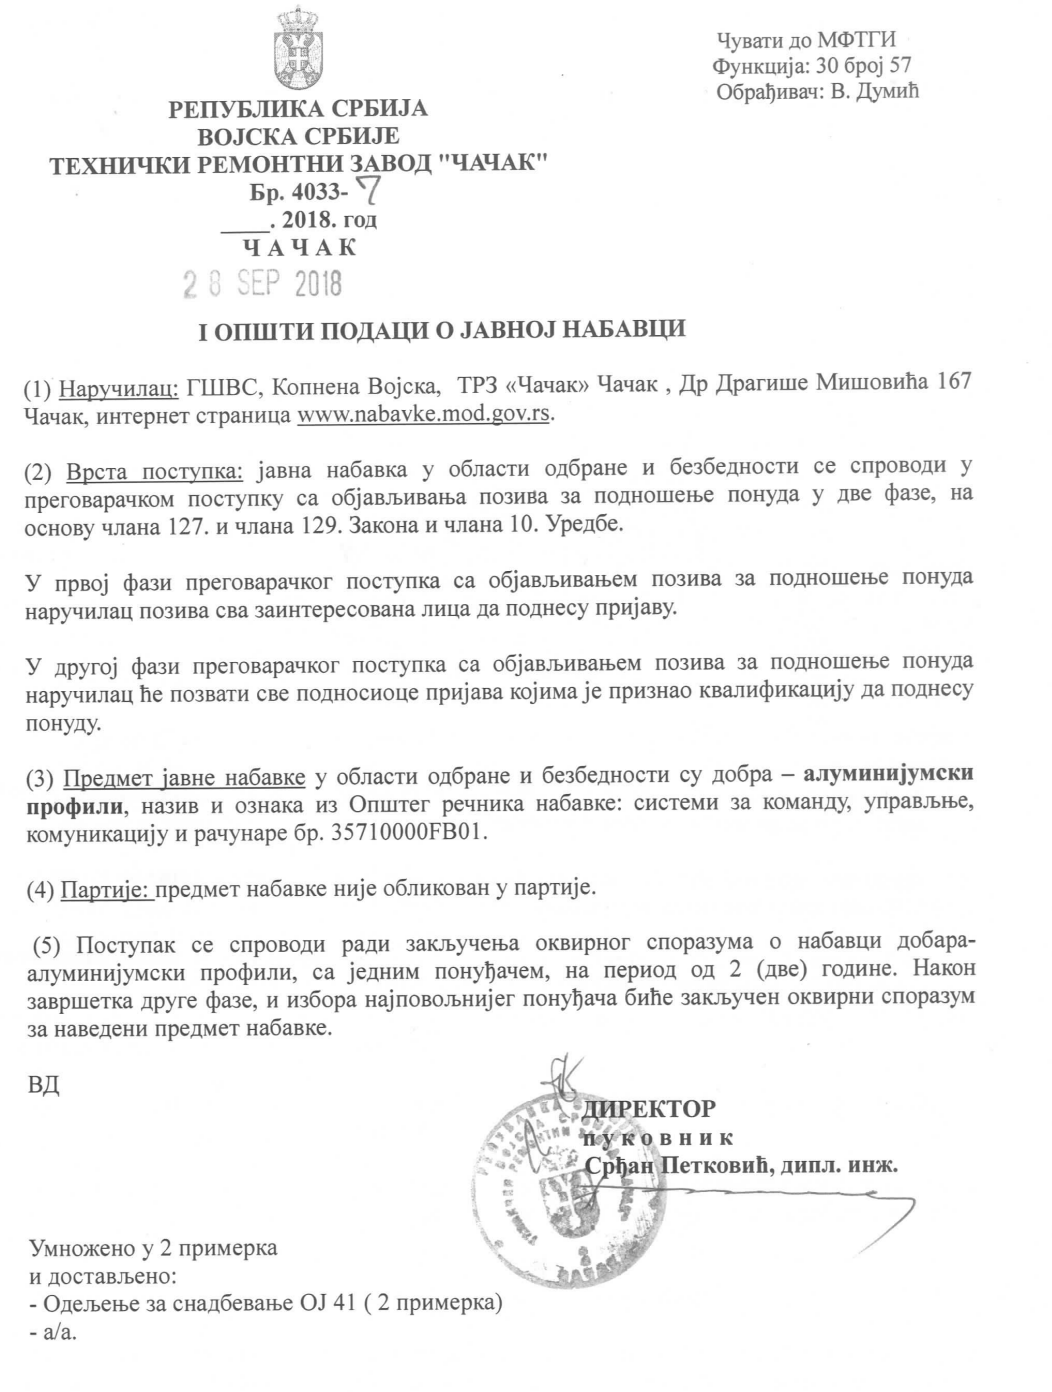 Чувати до МФТГИ
Функција: 30 број 57
Обрађивач: В. Думић
РЕПУБЛИКА СРБИЈА
ВОЈСКА СРБИЈЕ
ТЕХНИЧКИ РЕМОНТНИ ЗАВОД "ЧАЧАК"
Бр. 4033-7
____. 2018. год
Ч А Ч А К
28 SEP 2018
I ОПШТИ ПОДАЦИ О ЈАВНОЈ НАБАВЦИ
(1) Наручилац: ГШВС, Копнена Војска, ТРЗ «Чачак» Чачак , Др Драгише Мишовића 167
Чачак, интернет страница www.nabavke.mod.gov.rs.
(2) Врста поступка: јавна набавка у области одбране и безбедности се спроводи у
преговарачком поступку са објављивања позива за подношење понуда у две фазе, на
основу члана 127. и члана 129. Закона и члана 10. Уредбе.
У првој фази преговарачког поступка са објављивањем позива за подношење понуда
наручилац позива сва заинтересована лица да поднесу пријаву.
У другој фази преговарачког поступка са објављивањем позива за подношење понуда
наручилац ће позвати све подносиоце пријава којима је признао квалификацију да поднесу
понуду.
(3) Предмет јавне набавке у области одбране и безбедности су добра – алуминијумски
профили, назив и ознака из Општег речника набавке: системи за команду, управље,
комуникацију и рачунаре бр. 35710000FB01.
(4) Партије: предмет набавке није обликован у партије.
(5) Поступак се спроводи ради закључења оквирног споразума о набавци добара-
алуминијумски профили, са једним понуђачем, на период од 2 (две) године. Након
завршетка друге фазе, и избора најповољнијег понуђача биће закључен оквирни споразум
за наведени предмет набавке.
ВД
ДИРЕКТОР
п у к о в н и к
Срђан Петковић, дипл. инж.
Умножено у 2 примерка
и достављено:
- Одељење за снадбевање ОЈ 41 ( 2 примерка)
- а/а.